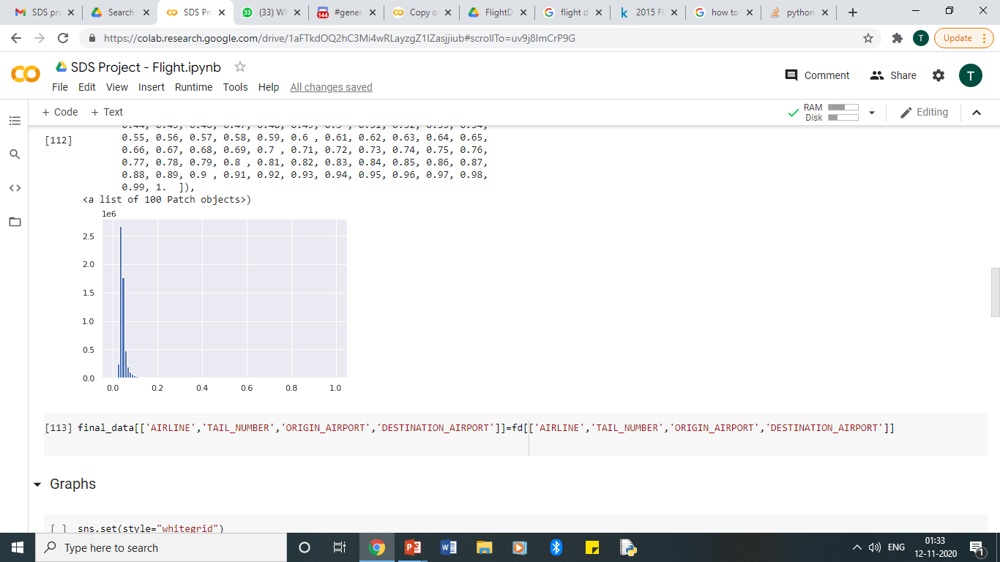 SDS pro
Search
SDS Pro
(33) Wh
#gener
Copy o
FlightD
flight d
2015 Fl
how to
python
https://colab.research.google.com/drive/1aFTkdOQ2hC3Mi4wRLayzgZ1IZasjjiub#scrollTo=uv9j8lmCrP9G
T
Update
SDS Project - Flight.ipynb
File Edit View Insert Runtime Tools Help All changes saved
Comment
Share
T
+ Code + Text
RAM
Disk
Editing
[112]
0.55, 0.56, 0.57, 0.58, 0.59, 0.6 , 0.61, 0.62, 0.63, 0.64, 0.65,
0.66, 0.67, 0.68, 0.69, 0.7 , 0.71, 0.72, 0.73, 0.74, 0.75, 0.76,
0.77, 0.78, 0.79, 0.8 , 0.81, 0.82, 0.83, 0.84, 0.85, 0.86, 0.87,
0.88, 0.89, 0.9 , 0.91, 0.92, 0.93, 0.94, 0.95, 0.96, 0.97, 0.98,
0.99, 1. ]),
<a list of 100 Patch objects>)
1e6
2.5
2.0
1.5
1.0
0.5
0.0
0.0 0.2 0.4 0.6 0.8 1.0
[113] final_data[['AIRLINE','TAIL_NUMBER','ORIGIN_AIRPORT','DESTINATION_AIRPORT']]=fd[['AIRLINE','TAIL_NUMBER','ORIGIN_AIRPORT','DESTINATION_AIRPORT']]
Graphs
[ ] sns.set(style="whitegrid")
Type here to search
ENG
01:33
12-11-2020
1